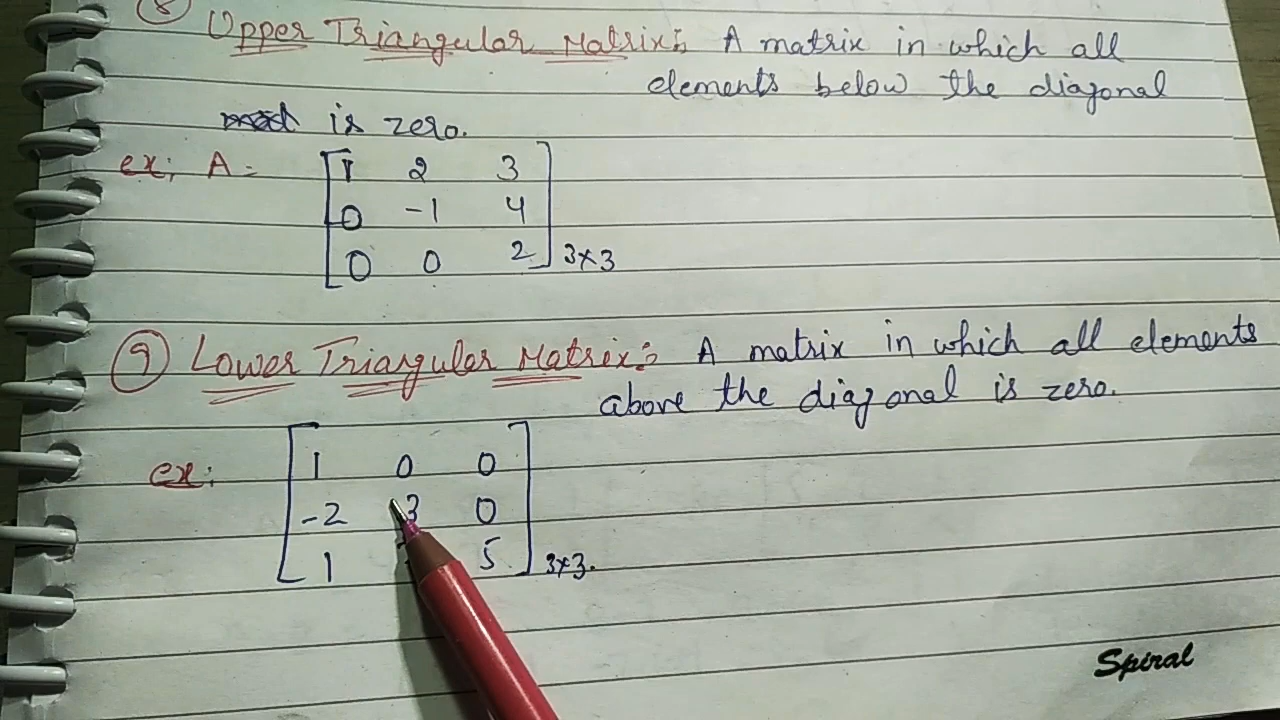 8 Upper Triangular Matrix: A matrix in which all
elements below the diagonal
is zero.
ex; A = 1 2 3
0 -1 4
0 0 2 3×3
9 Lower Triangular Matrix: A matrix in which all elements
above the diagonal is zero.
ex: 1 0 0
-2 3 0
1 5 3×3.
Spiral